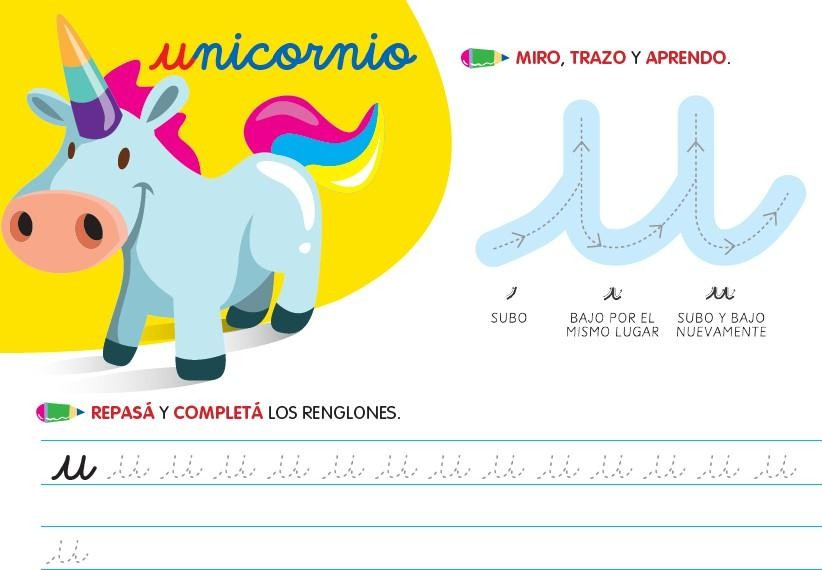 unicornio
MIRO, TRAZO Y APRENDO.
SUBO
BAJO POR EL
MISMO LUGAR
SUBO Y BAJO
NUEVAMENTE
REPASÁ Y COMPLETÁ LOS RENGLONES.
u u u u u u u u u u u u u u
u